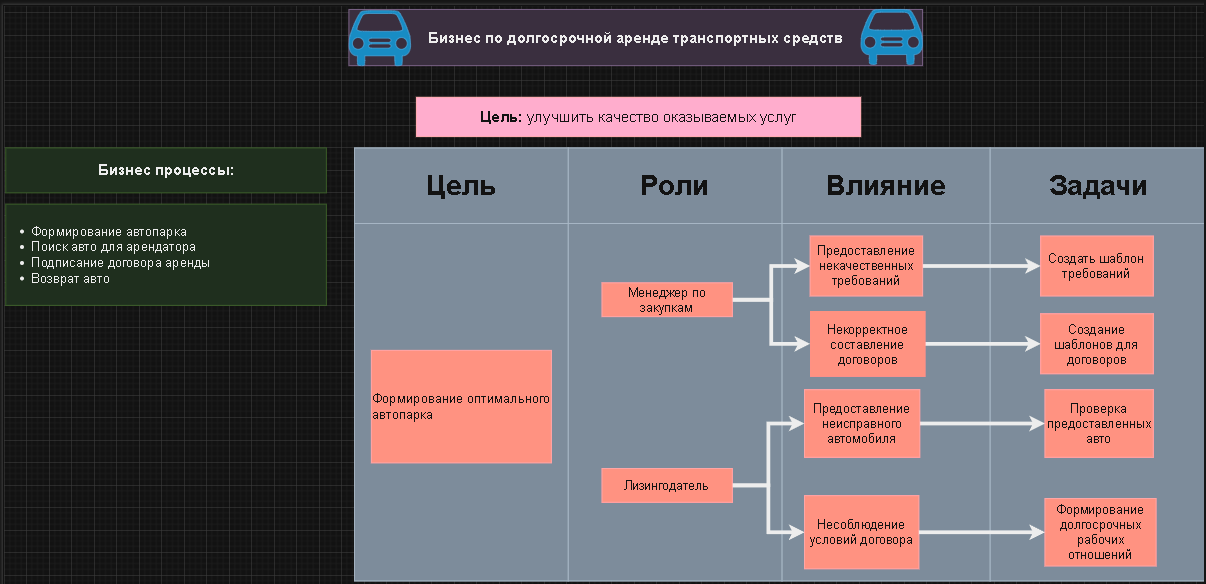 Бизнес по долгосрочной аренде транспортных средств
Цель: улучшить качество оказываемых услуг
Бизнес процессы:
Формирование автопарка
Поиск авто для арендатора
Подписание договора аренды
Возврат авто
Цель
Роли
Влияние
Задачи
Формирование оптимального
автопарка
Менеджер по
закупкам
Предоставление
некачественных
требований
Создать шаблон
требований
Некорректное
составление
договоров
Создание
шаблонов для
договоров
Лизингодатель
Предоставление
неисправного
автомобиля
Проверка
предоставленных
авто
Несоблюдение
условий договора
Формирование
долгосрочных
рабочих
отношений